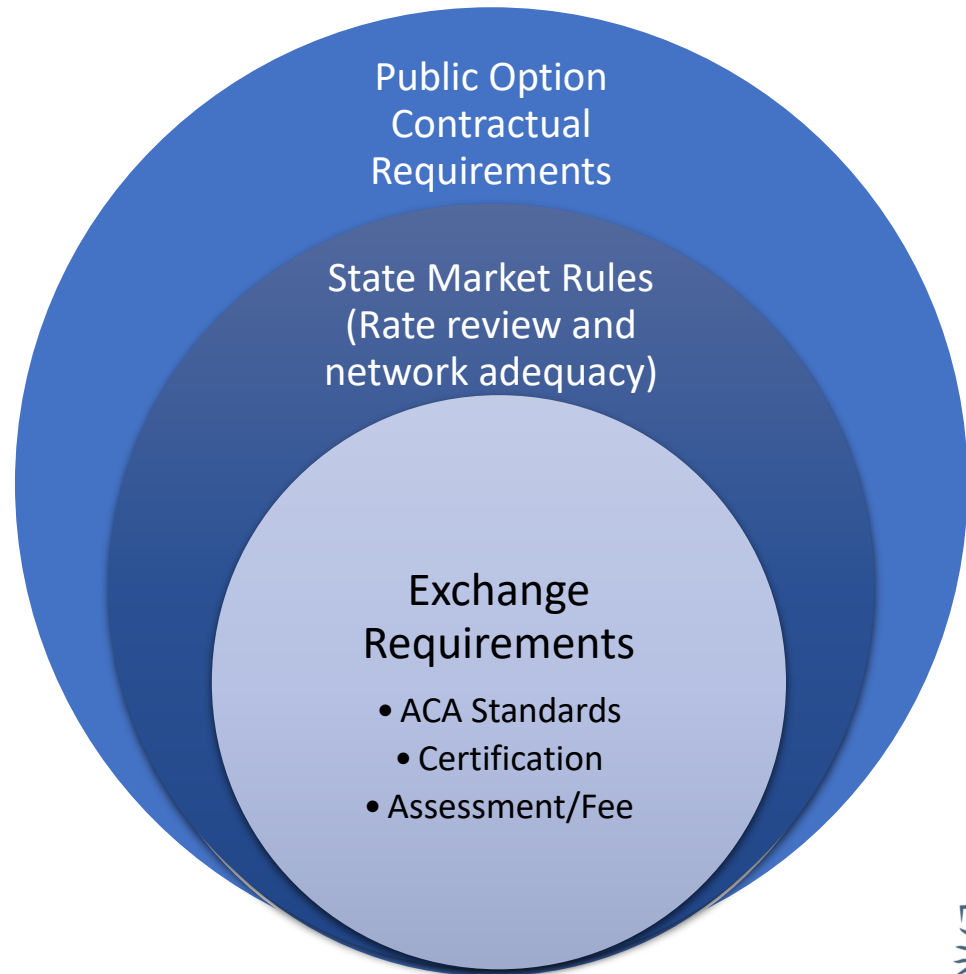 Public Option
Contractual
Requirements
State Market Rules
(Rate review and
network adequacy)
Exchange
Requirements
• ACA Standards
• Certification
• Assessment/Fee